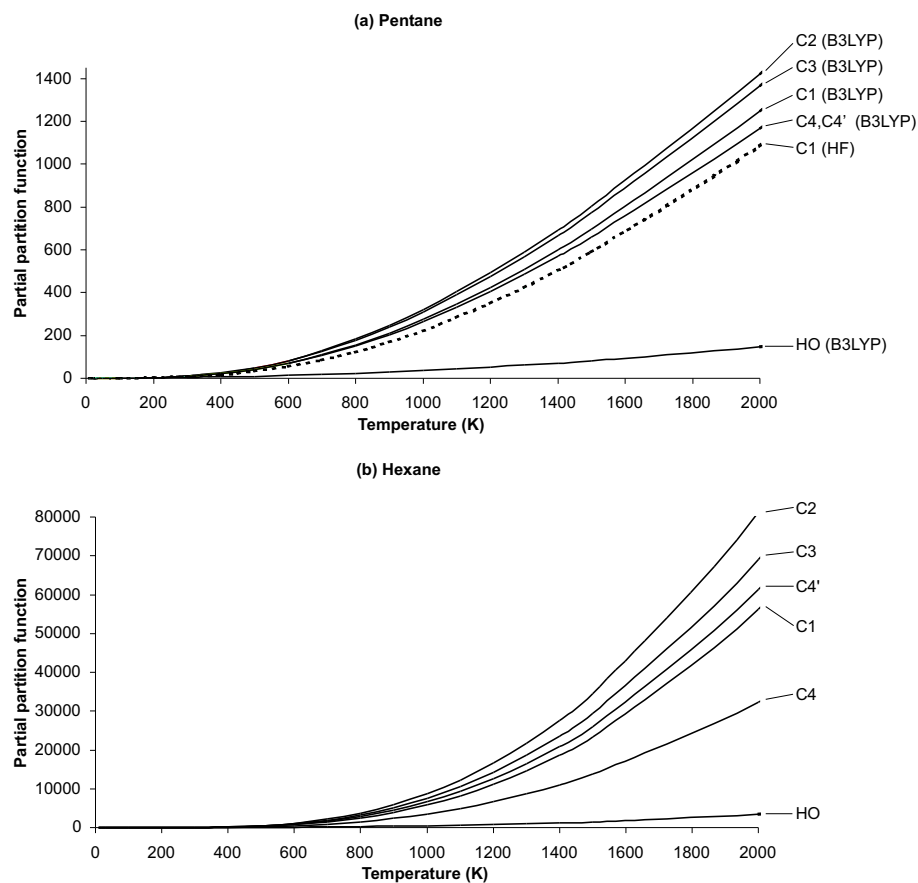 (a) Pentane
Partial partition function
1400
1200
1000
800
600
400
200
0
0 200 400 600 800 1000 1200 1400 1600 1800 2000
Temperature (K)
C2 (B3LYP)
C3 (B3LYP)
C1 (B3LYP)
C4,C4' (B3LYP)
C1 (HF)
HO (B3LYP)
(b) Hexane
Partial partition function
80000
70000
60000
50000
40000
30000
20000
10000
0
0 200 400 600 800 1000 1200 1400 1600 1800 2000
Temperature (K)
C2
C3
C4'
C1
C4
HO